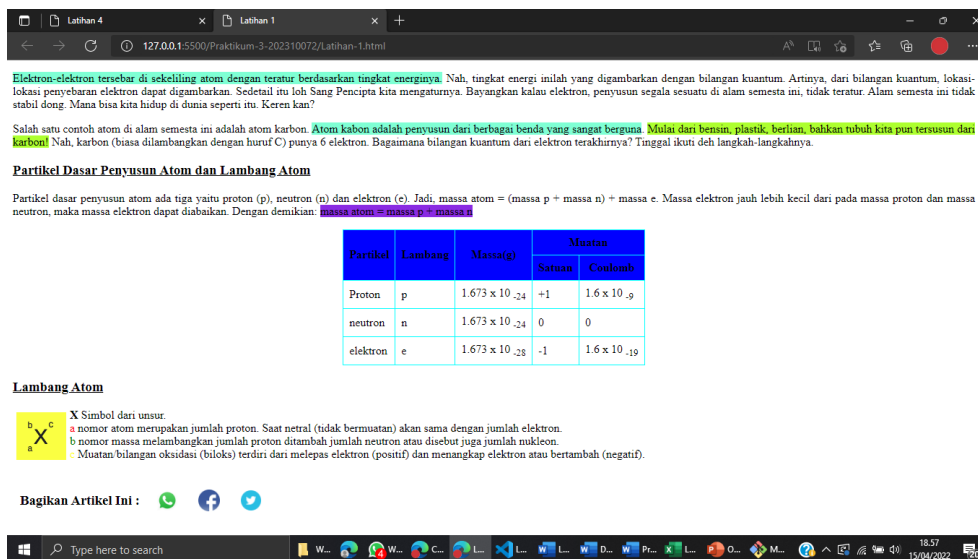 Latihan 4
Latihan 1
127.0.0.1:5500/Praktikum-3-202310072/Latihan-1.html
Elektron-elektron tersebar di sekeliling atom dengan teratur berdasarkan tingkat energinya. Nah, tingkat energi inilah yang digambarkan dengan bilangan kuantum. Artinya, dari bilangan kuantum, lokasi-
lokasi penyebaran elektron dapat digambarkan. Sedetail itu loh Sang Pencipta kita mengaturnya. Bayangkan kalau elektron, penyusun segala sesuatu di alam semesta ini, tidak teratur. Alam semesta ini tidak
stabil dong. Mana bisa kita hidup di dunia seperti itu. Keren kan?
Salah satu contoh atom di alam semesta ini adalah atom karbon. Atom kabon adalah penyusun dari berbagai benda yang sangat berguna. Mulai dari bensin, plastik, berlian, bahkan tubuh kita pun tersusun dari
karbon! Nah, karbon (biasa dilambangkan dengan huruf C) punya 6 elektron. Bagaimana bilangan kuantum dari elektron terakhirnya? Tinggal ikuti deh langkah-langkahnya.
Partikel Dasar Penyusun Atom dan Lambang Atom
Partikel dasar penyusun atom ada tiga yaitu proton (p), neutron (n) dan elektron (e). Jadi, massa atom = (massa p + massa n) + massa e. Massa elektron jauh lebih kecil dari pada massa proton dan massa
neutron, maka massa elektron dapat diabaikan. Dengan demikian: massa atom = massa p + massa n
Partikel Lambang Massa(g) Muatan
Satuan Coulomb
Proton p 1.673 x 10 -24 +1 1.6 x 10 -9
neutron n 1.673 x 10 -24 0 0
elektron e 1.673 x 10 -28 -1 1.6 x 10 -19
Lambang Atom
b X c
a
X Simbol dari unsur.
a nomor atom merupakan jumlah proton. Saat netral (tidak bermuatan) akan sama dengan jumlah elektron.
b nomor massa melambangkan jumlah proton ditambah jumlah neutron atau disebut juga jumlah nukleon.
c Muatan/bilangan oksidasi (biloks) terdiri dari melepas elektron (positif) dan menangkap elektron atau bertambah (negatif).
Bagikan Artikel Ini :
Type here to search
W... W... C... L... L... L... D... Pr... L... O... M...
18.57
15/04/2022